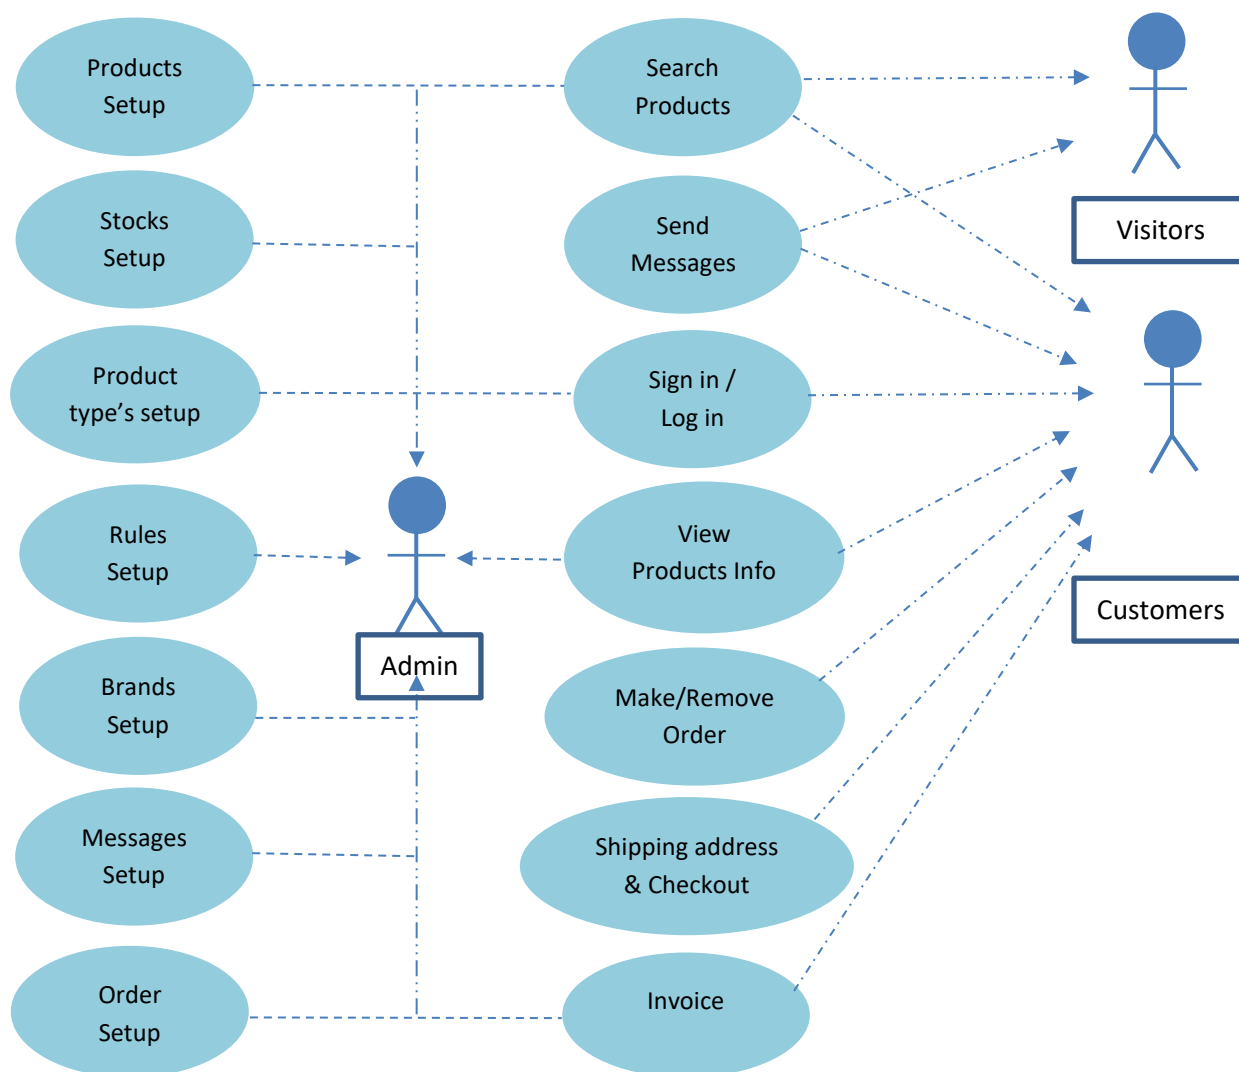 Products
Setup
Search
Products
Visitors
Stocks
Setup
Send
Messages
Product
type’s setup
Sign in /
Log in
Rules
Setup
View
Products Info
Customers
Admin
Brands
Setup
Make/Remove
Order
Messages
Setup
Shipping address
& Checkout
Order
Setup
Invoice